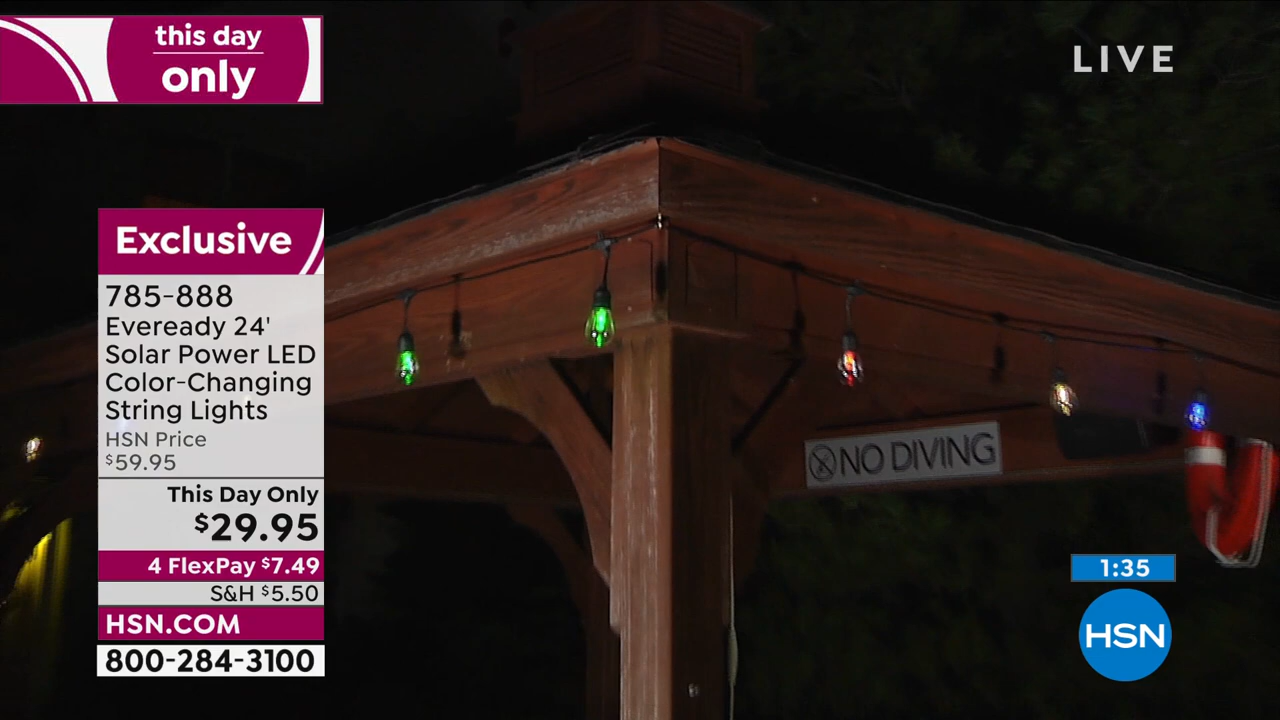 this day
only
LIVE
Exclusive
785-888
Eveready 24'
Solar Power LED
Color-Changing
String Lights
HSN Price
$59.95
This Day Only
$29.95
4 FlexPay $7.49
S&H $5.50
HSN.COM
800-284-3100
NO DIVING
1:35
HSN